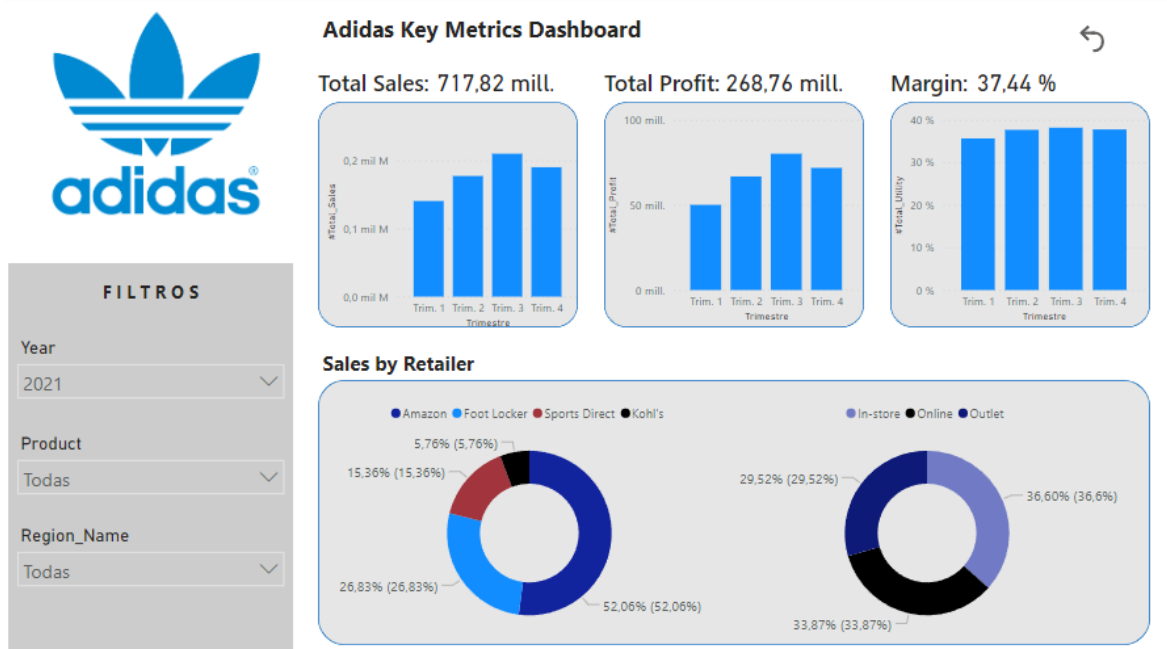 adidas®
Adidas Key Metrics Dashboard
Total Sales: 717,82 mill.
#Total_Sales
0,2 mil M
0,1 mil M
0,0 mil M
Trim. 1 Trim. 2 Trim. 3 Trim. 4
Trimestre
Total Profit: 268,76 mill.
#Total_Profit
100 mill.
50 mill.
0 mill.
Trim. 1 Trim. 2 Trim. 3 Trim. 4
Trimestre
Margin: 37,44 %
#Total_Utility
40 %
30 %
20 %
10 %
0 %
Trim. 1 Trim. 2 Trim. 3 Trim. 4
Trimestre
FILTROS
Year
2021
Product
Todas
Region_Name
Todas
Sales by Retailer
Amazon Foot Locker Sports Direct Kohl's
5,76% (5,76%)
15,36% (15,36%)
26,83% (26,83%)
52,06% (52,06%)
In-store Online Outlet
29,52% (29,52%)
36,60% (36,6%)
33,87% (33,87%)